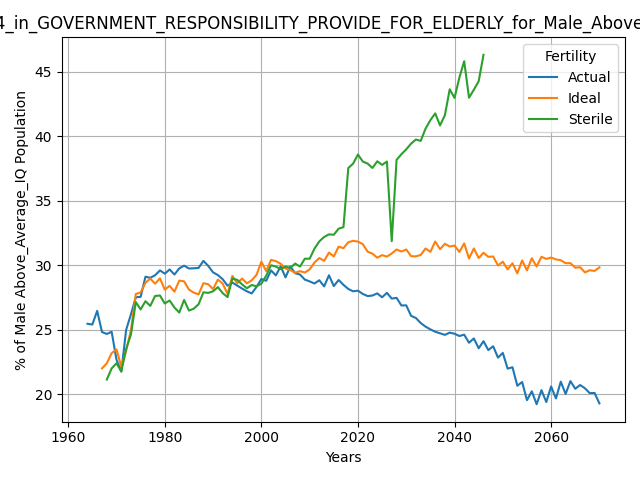 4_in_GOVERNMENT_RESPONSIBILITY_PROVIDE_FOR_ELDERLY_for_Male_Above
% of Male Above_Average_IQ Population
45
40
35
30
25
20
Fertility
Actual
Ideal
Sterile
1960 1980 2000 2020 2040 2060
Years